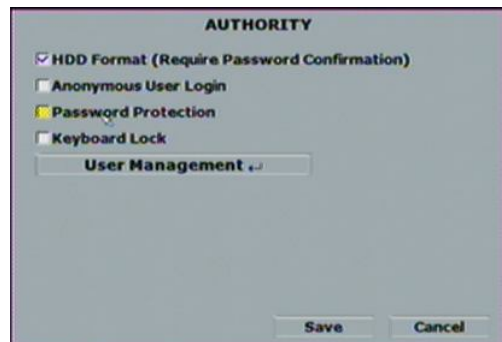 AUTHORITY
HDD Format (Require Password Confirmation)
Anonymous User Login
Password Protection
Keyboard Lock
User Management ↵
Save Cancel